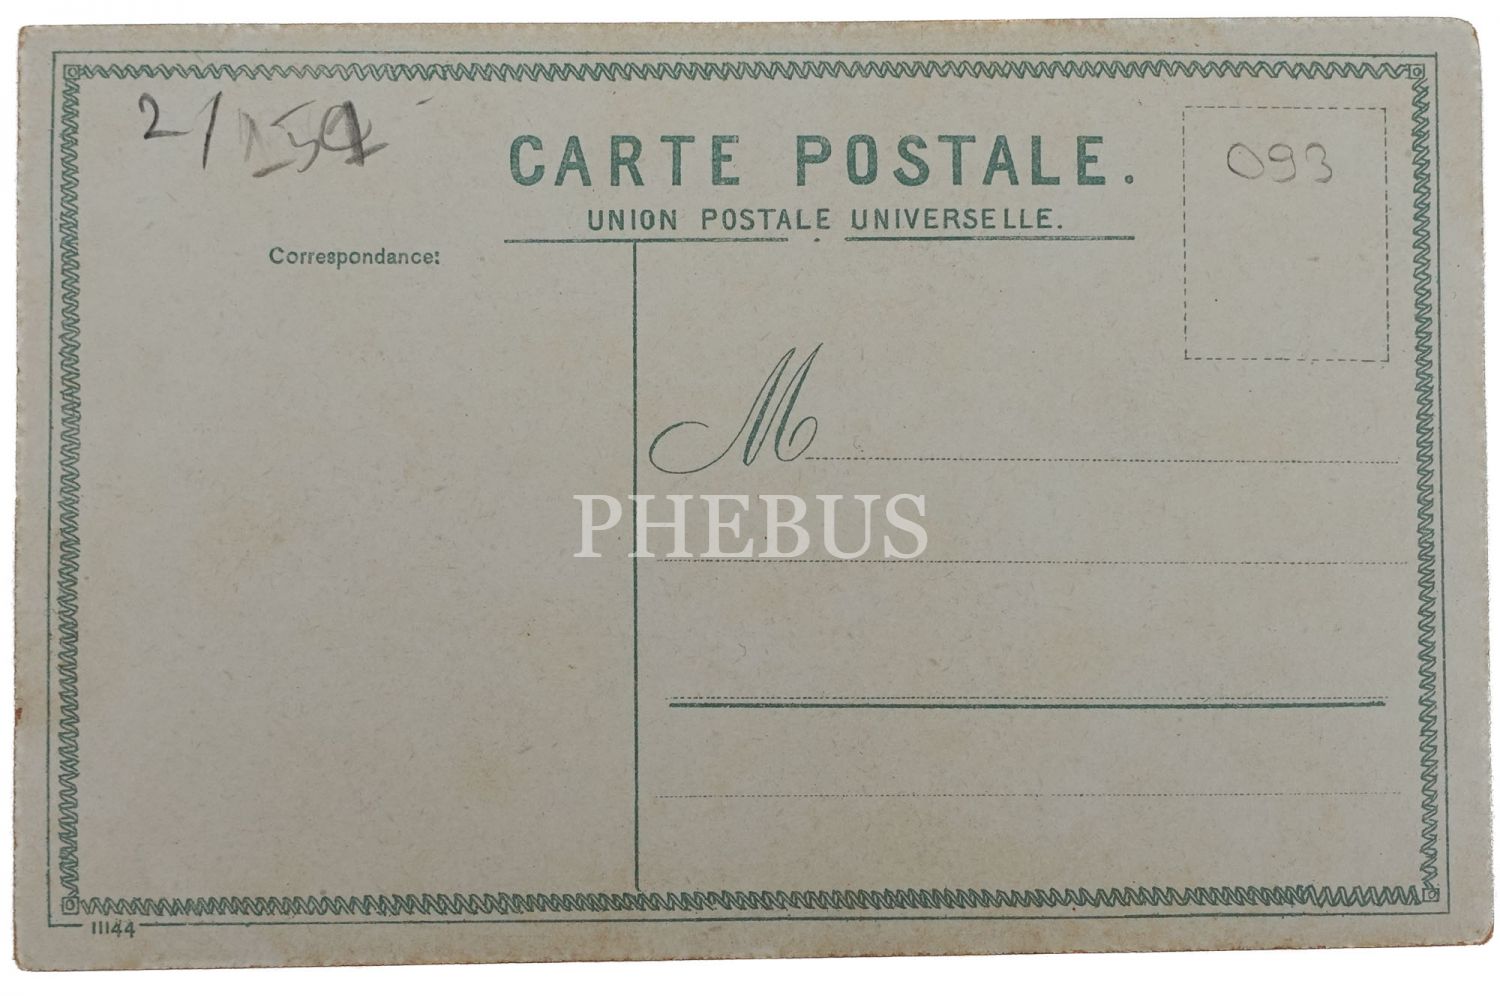 2/
093
CARTE POSTALE.
UNION POSTALE UNIVERSELLE.
Correspondance:
M
PHEBUS
11144